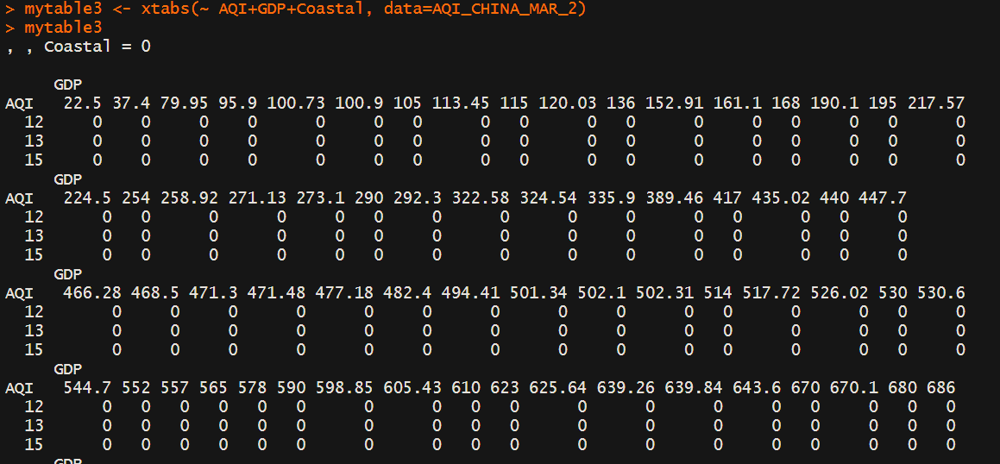 > mytable3 <- xtabs(~ AQI+GDP+Coastal, data=AQI_CHINA_MAR_2)
> mytable3
, , Coastal = 0
GDP
AQI 22.5 37.4 79.95 95.9 100.73 100.9 105 113.45 115 120.03 136 152.91 161.1 168 190.1 195 217.57
12 0 0 0 0 0 0 0 0 0 0 0 0 0 0 0 0 0
13 0 0 0 0 0 0 0 0 0 0 0 0 0 0 0 0 0
15 0 0 0 0 0 0 0 0 0 0 0 0 0 0 0 0 0
GDP
AQI 224.5 254 258.92 271.13 273.1 290 292.3 322.58 324.54 335.9 389.46 417 435.02 440 447.7
12 0 0 0 0 0 0 0 0 0 0 0 0 0 0 0
13 0 0 0 0 0 0 0 0 0 0 0 0 0 0 0
15 0 0 0 0 0 0 0 0 0 0 0 0 0 0 0
GDP
AQI 466.28 468.5 471.3 471.48 477.18 482.4 494.41 501.34 502.1 502.31 514 517.72 526.02 530 530.6
12 0 0 0 0 0 0 0 0 0 0 0 0 0 0 0
13 0 0 0 0 0 0 0 0 0 0 0 0 0 0 0
15 0 0 0 0 0 0 0 0 0 0 0 0 0 0 0
GDP
AQI 544.7 552 557 565 578 590 598.85 605.43 610 623 625.64 639.26 639.84 643.6 670 670.1 680 686
12 0 0 0 0 0 0 0 0 0 0 0 0 0 0 0 0 0 0
13 0 0 0 0 0 0 0 0 0 0 0 0 0 0 0 0 0 0
15 0 0 0 0 0 0 0 0 0 0 0 0 0 0 0 0 0 0
GDP